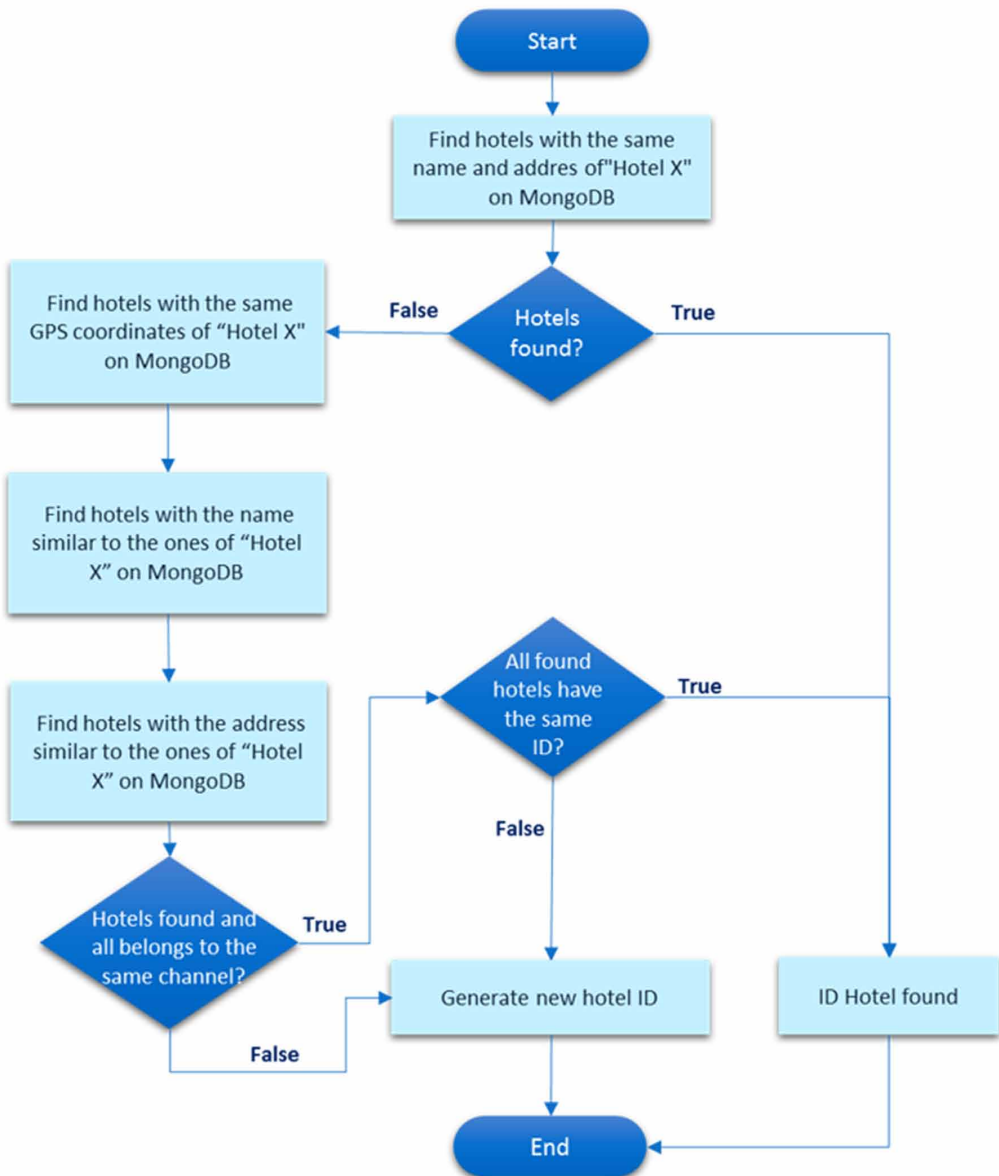 Start
Find hotels with the same
name and addres of"Hotel X"
on MongoDB
Hotels
found?
False
True
Find hotels with the same
GPS coordinates of “Hotel X"
on MongoDB
Find hotels with the name
similar to the ones of “Hotel
X” on MongoDB
Find hotels with the address
similar to the ones of “Hotel
X” on MongoDB
Hotels found and
all belongs to the
same channel?
True
False
All found
hotels have
the same
ID?
True
False
Generate new hotel ID
ID Hotel found
End